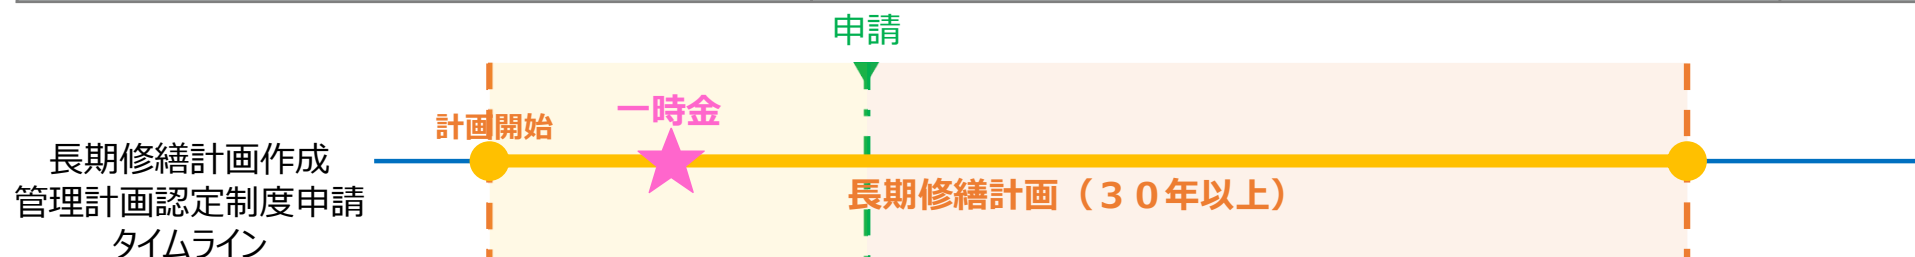 申請
一時金
計画開始
長期修繕計画作成
管理計画認定制度申請
タイムライン
長期修繕計画（３０年以上）